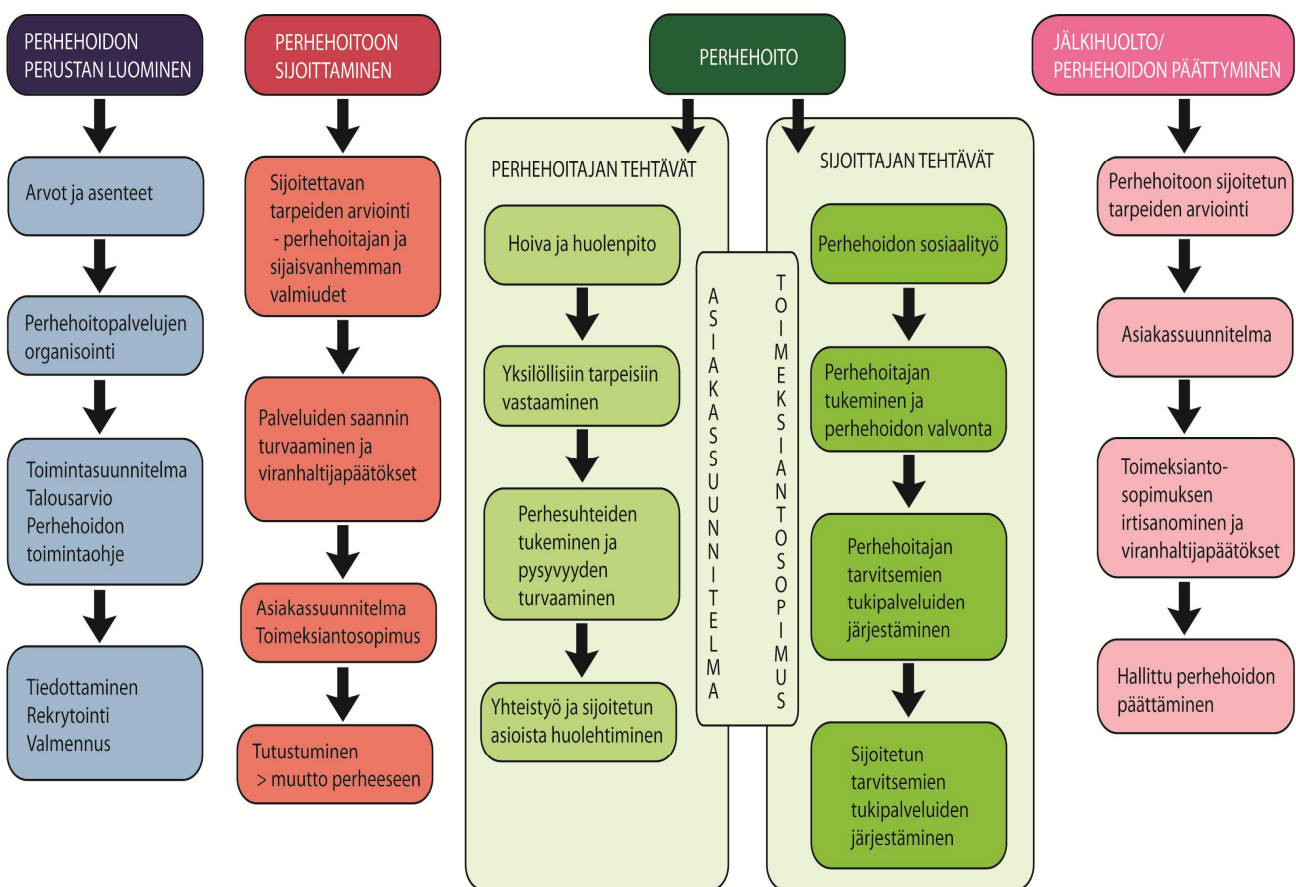 PERHEHOIDON
PERUSTAN LUOMINEN
Arvot ja asenteet
Perhehoitopalvelujen
organisointi
Toimintasuunnitelma
Talousarvio
Perhehoidon
toimintaohje
Tiedottaminen
Rekrytointi
Valmennus
PERHEHOITOON
SIJOITTAMINEN
Sijoitettavan
tarpeiden arviointi
- perhehoitajan ja
sijaisvanhemman
valmiudet
Palveluiden saannin
turvaaminen ja
viranhaltijapäätökset
Asiakassuunnitelma
Toimeksiantosopimus
Tutustuminen
> muutto perheeseen
PERHEHOITO
PERHEHOITAJAN TEHTÄVÄT
Hoiva ja huolenpito
Yksilöllisiin tarpeisiin
vastaaminen
Perhesuhteiden
tukeminen ja
pysyvyyden
turvaaminen
Yhteistyö ja sijoitetun
asioista huolehtiminen
ASIAKASSUUNNITELMA
TOIMEKSIANTOSOPIMUS
SIJOITTAJAN TEHTÄVÄT
Perhehoidon sosiaalityö
Perhehoitajan
tukeminen ja
perhehoidon valvonta
Perhehoitajan
tarvitsemien
tukipalveluiden
järjestäminen
Sijoitetun
tarvitsemien
tukipalveluiden
järjestäminen
JÄLKIHUOLTO/
PERHEHOIDON PÄÄTTYMINEN
Perhehoitoon sijoitetun
tarpeiden arviointi
Asiakassuunnitelma
Toimeksianto-
sopimuksen
irtisanominen ja
viranhaltijapäätökset
Hallittu perhehoidon
päättäminen